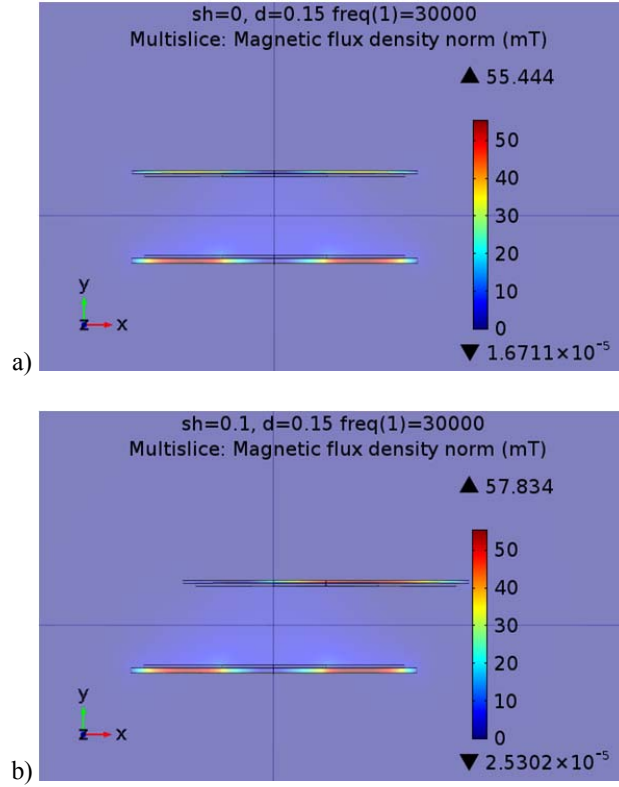 sh=0, d=0.15 freq(1)=30000
Multislice: Magnetic flux density norm (mT)
▲ 55.444
50
40
30
20
10
0
▼ 1.6711×10⁻⁵
y
z x
a)
sh=0.1, d=0.15 freq(1)=30000
Multislice: Magnetic flux density norm (mT)
▲ 57.834
50
40
30
20
10
0
▼ 2.5302×10⁻⁵
y
z x
b)